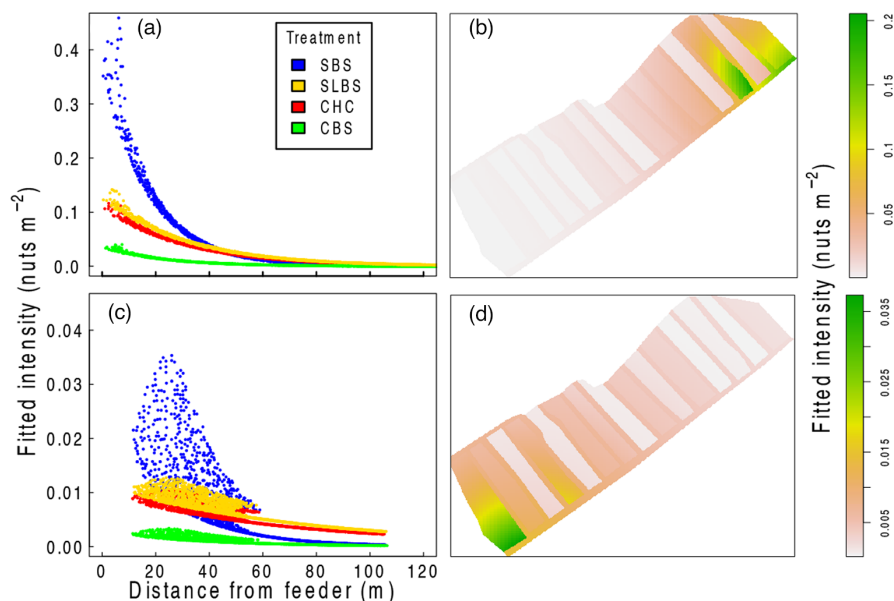 (a)
Treatment
SBS
SLBS
CHC
CBS
0.4
0.3
0.2
0.1
0.0
Fitted intensity (nuts m⁻²)
(b)
0.2
0.15
0.1
0.05
Fitted intensity (nuts m⁻²)
(c)
0.04
0.03
0.02
0.01
0.00
Fitted intensity (nuts m⁻²)
0 20 40 60 80 100 120
Distance from feeder (m)
(d)
0.035
0.025
0.015
0.005